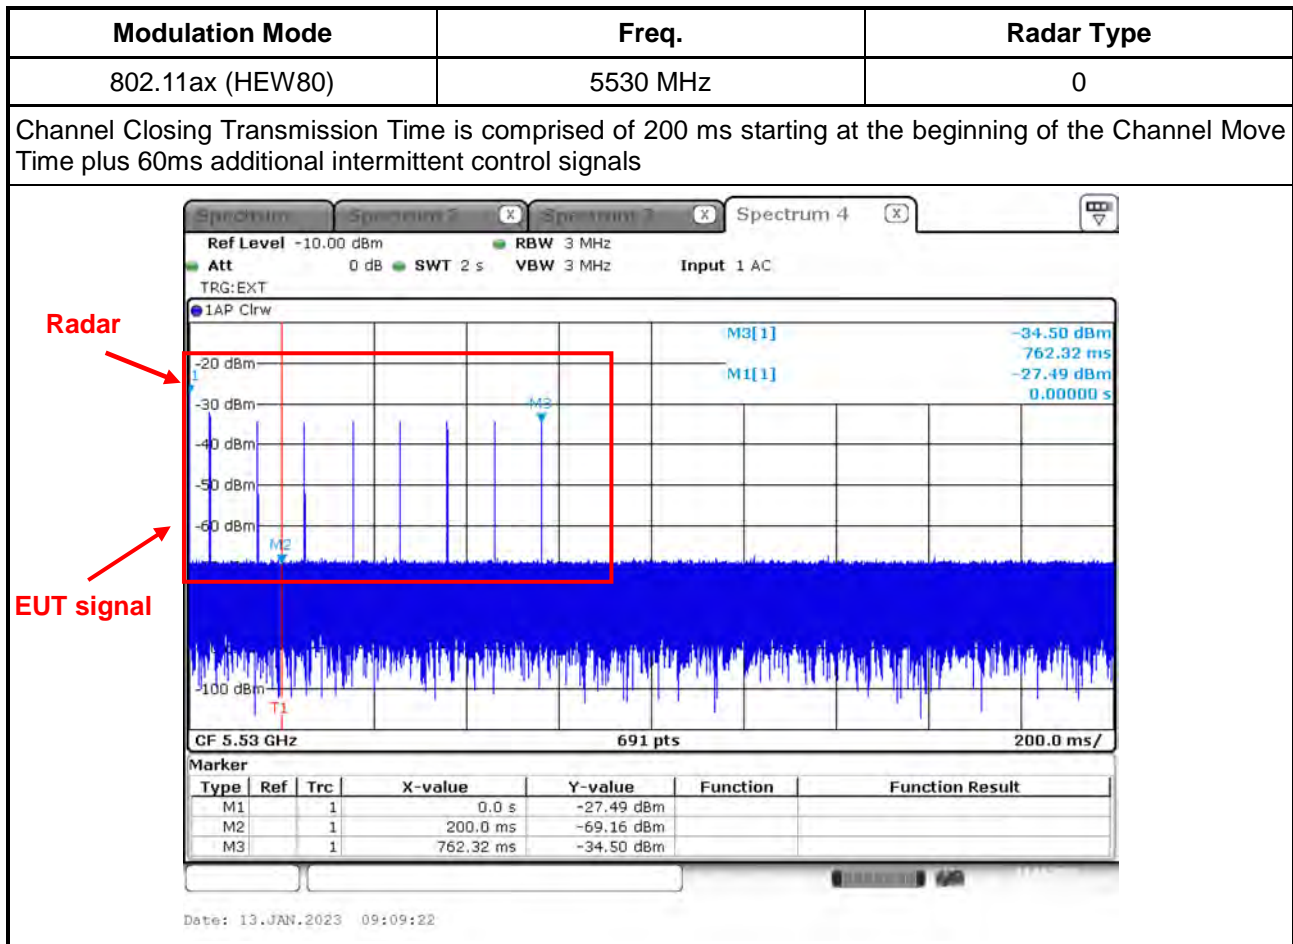 Modulation Mode Freq. Radar Type
802.11ax (HEW80) 5530 MHz 0
Channel Closing Transmission Time is comprised of 200 ms starting at the beginning of the Channel Move
Time plus 60ms additional intermittent control signals
Spectrum Spectrum 2 X Spectrum 3 X Spectrum 4 X
Ref Level -10.00 dBm RBW 3 MHz
Att 0 dB SWT 2 s VBW 3 MHz Input 1 AC
TRG:EXT
1AP Clrw
Radar
M3[1] -34.50 dBm
762.32 ms
-20 dBm
M1[1] -27.49 dBm
0.00000 s
1
-30 dBm
M3
-40 dBm
-50 dBm
-60 dBm
M2
EUT signal
-100 dBm
T1
CF 5.53 GHz 691 pts 200.0 ms/
Marker
Type Ref Trc X-value Y-value Function Function Result
M1 1 0.0 s -27.49 dBm
M2 1 200.0 ms -69.16 dBm
M3 1 762.32 ms -34.50 dBm
Date: 13.JAN.2023 09:09:22